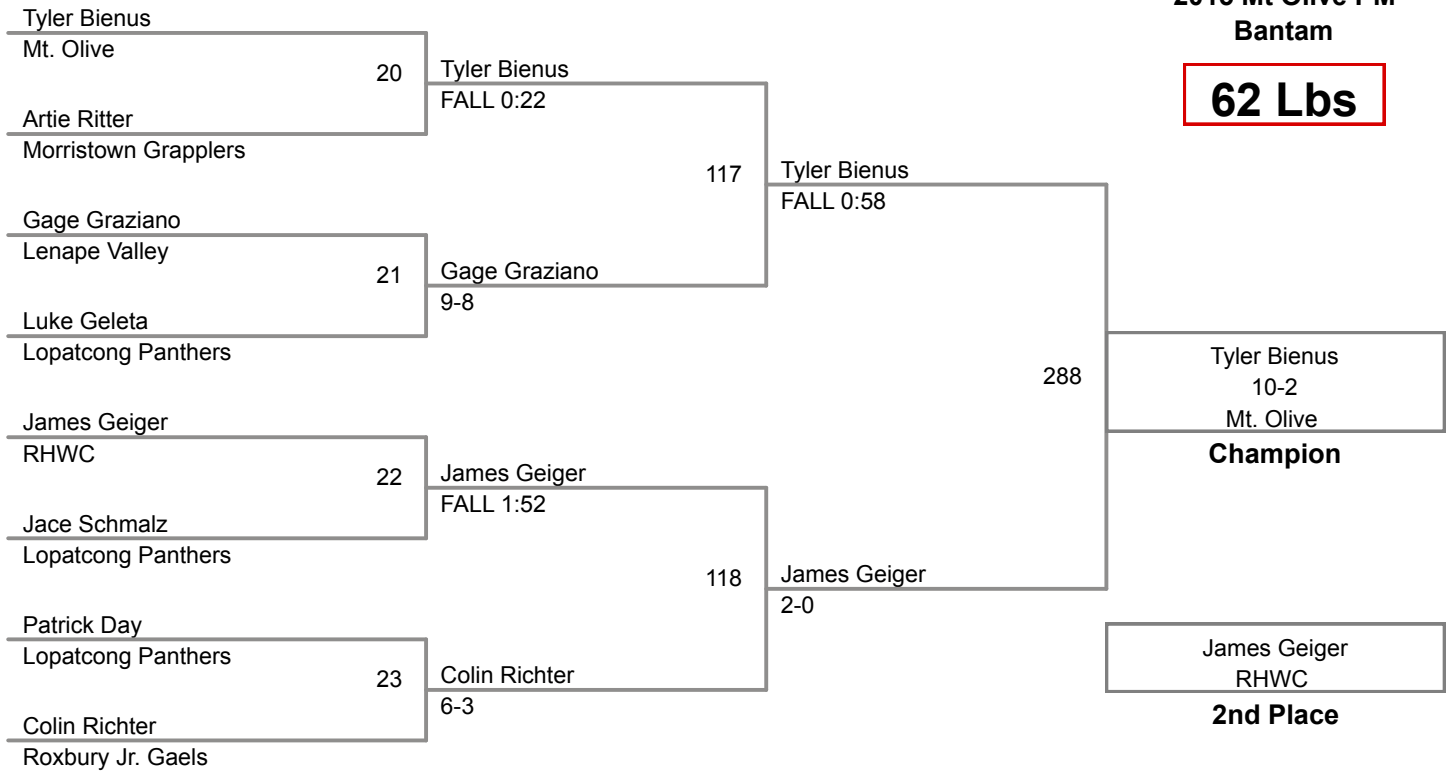 Bantam
62 Lbs
Tyler Bienus
Mt. Olive
20
Artie Ritter
Morristown Grapplers
Tyler Bienus
FALL 0:22
Gage Graziano
Lenape Valley
21
Luke Geleta
Lopatcong Panthers
Gage Graziano
9-8
117
Tyler Bienus
FALL 0:58
James Geiger
RHWC
22
Jace Schmalz
Lopatcong Panthers
James Geiger
FALL 1:52
Patrick Day
Lopatcong Panthers
23
Colin Richter
Roxbury Jr. Gaels
Colin Richter
6-3
118
James Geiger
2-0
288
Tyler Bienus
10-2
Mt. Olive
Champion
James Geiger
RHWC
2nd Place